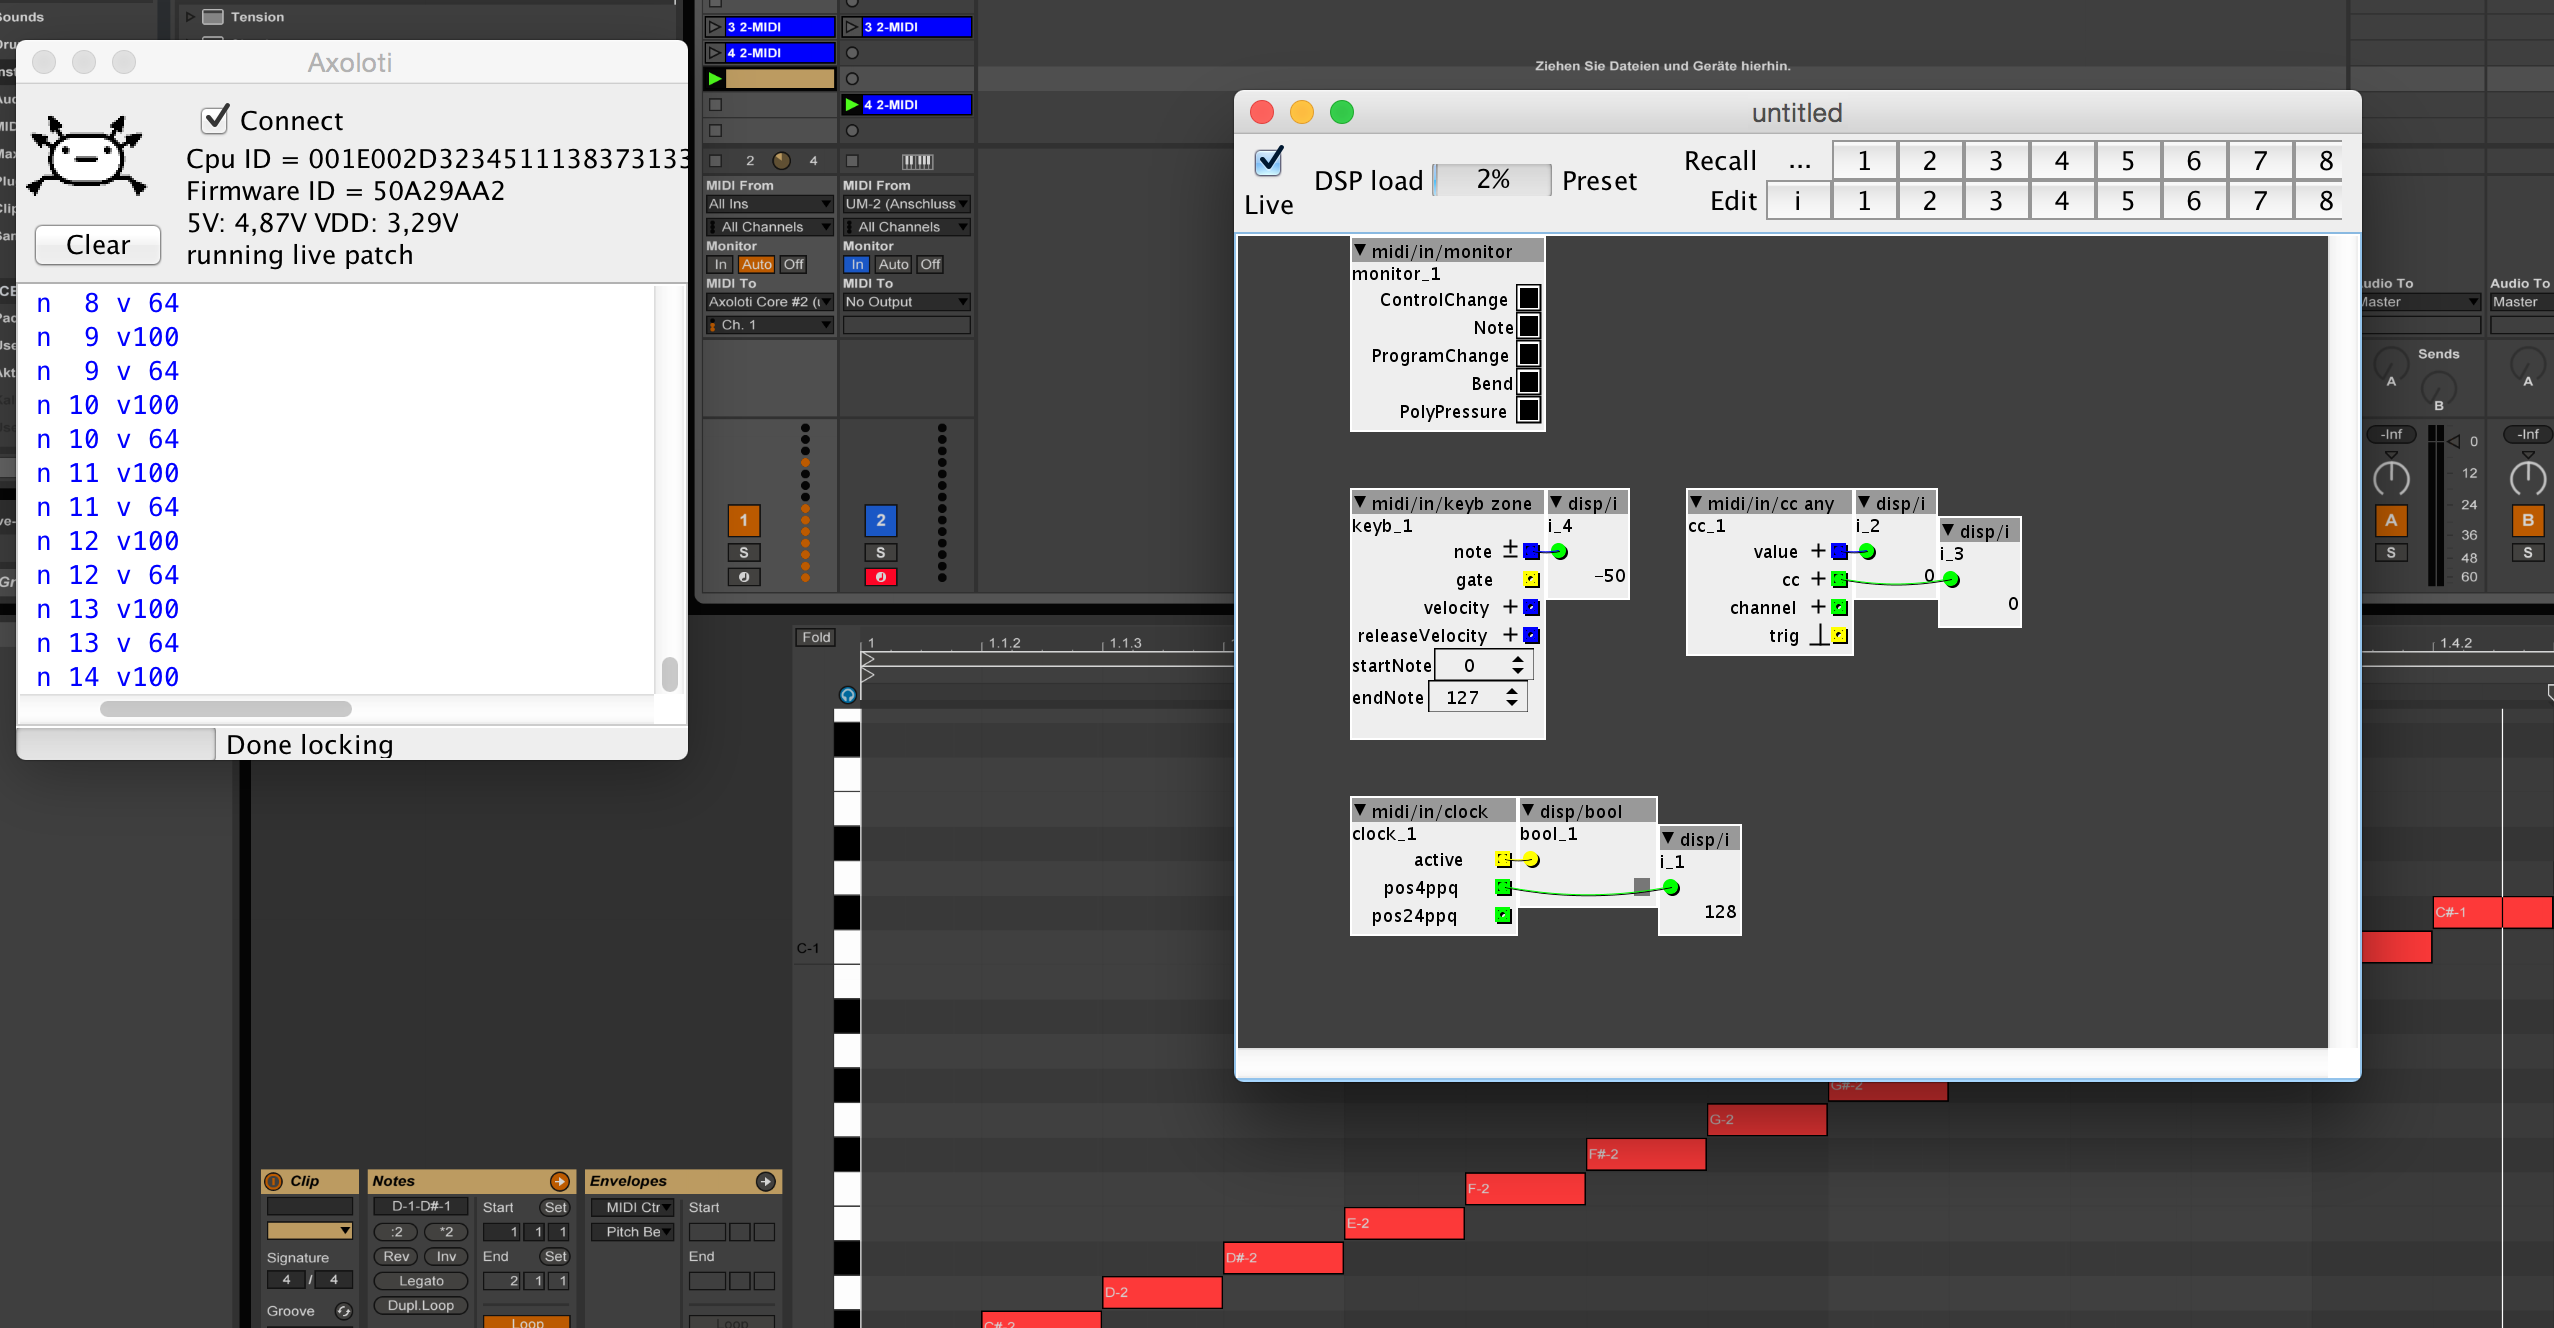 Sounds
Tension
Axoloti
Connect
Cpu ID = 001E002D3234511138373133
Firmware ID = 50A29AA2
5V: 4,87V VDD: 3,29V
running live patch
Clear
n  8 v 64
n  9 v100
n  9 v 64
n 10 v100
n 10 v 64
n 11 v100
n 11 v 64
n 12 v100
n 12 v 64
n 13 v100
n 13 v 64
n 14 v100
Done locking
3 2-MIDI
3 2-MIDI
4 2-MIDI
4 2-MIDI
2 4
MIDI From
All Ins
All Channels
Monitor
In Auto Off
MIDI To
Axoloti Core #2 (
Ch. 1
1
S
MIDI From
UM-2 (Anschluss
All Channels
Monitor
In Auto Off
MIDI To
No Output
2
S
Ziehen Sie Dateien und Geräte hierhin.
untitled
Live
DSP load 2% Preset
Recall ... 1 2 3 4 5 6 7 8
Edit i 1 2 3 4 5 6 7 8
midi/in/monitor
monitor_1
ControlChange
Note
ProgramChange
Bend
PolyPressure
midi/in/keyb zone
keyb_1
note ±
gate
velocity +
releaseVelocity +
startNote 0
endNote 127
disp/i
i_4
-50
midi/in/cc any
cc_1
value +
cc +
channel +
trig
disp/i
i_2
0
disp/i
i_3
0
midi/in/clock
clock_1
active
pos4ppq
pos24ppq
disp/bool
bool_1
disp/i
i_1
128
udio To
Master
Audio To
Master
Sends
A
B
A
-Inf
-Inf
0
12
24
36
48
60
A
S
B
S
Fold
1
1.1.2
1.1.3
1.4.2
C-1
C#-1
G#-2
G-2
F#-2
F-2
E-2
D#-2
D-2
C#-2
Clip
Signature
4 / 4
Groove
Notes
D-1-D#-1
:2 *2
Rev Inv
Legato
Dupl.Loop
Start Set
1 1 1
End Set
2 1 1
Loop
Envelopes
MIDI Ctr
Pitch Be
Start
End
Loop